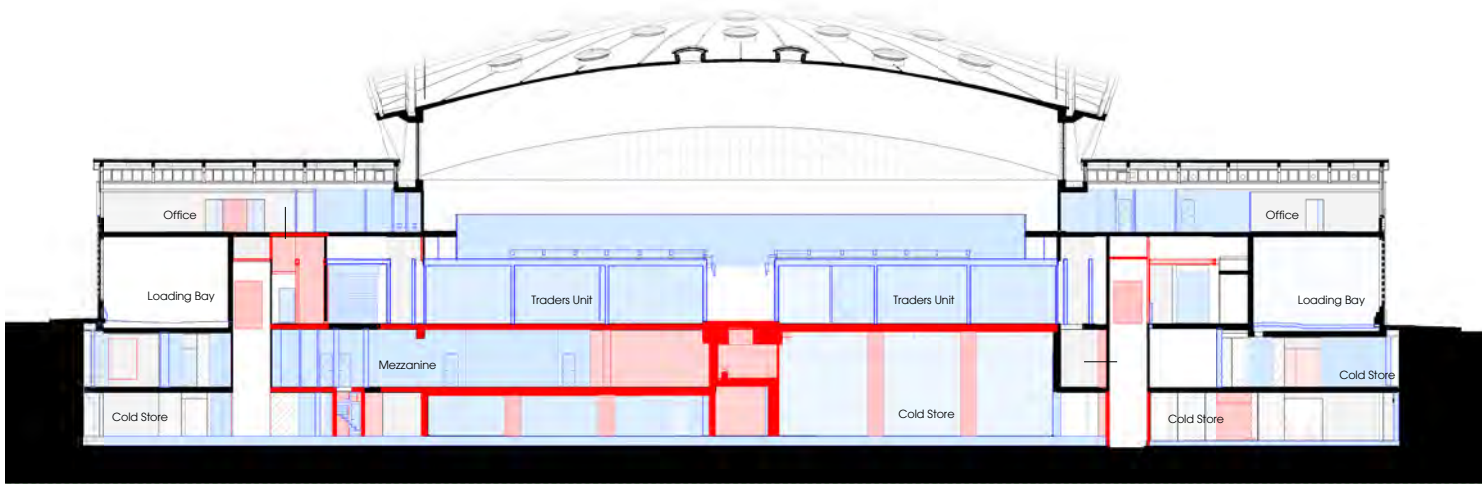 Office
Office
Loading Bay
Traders Unit
Traders Unit
Loading Bay
Mezzanine
Cold Store
Cold Store
Cold Store
Cold Store